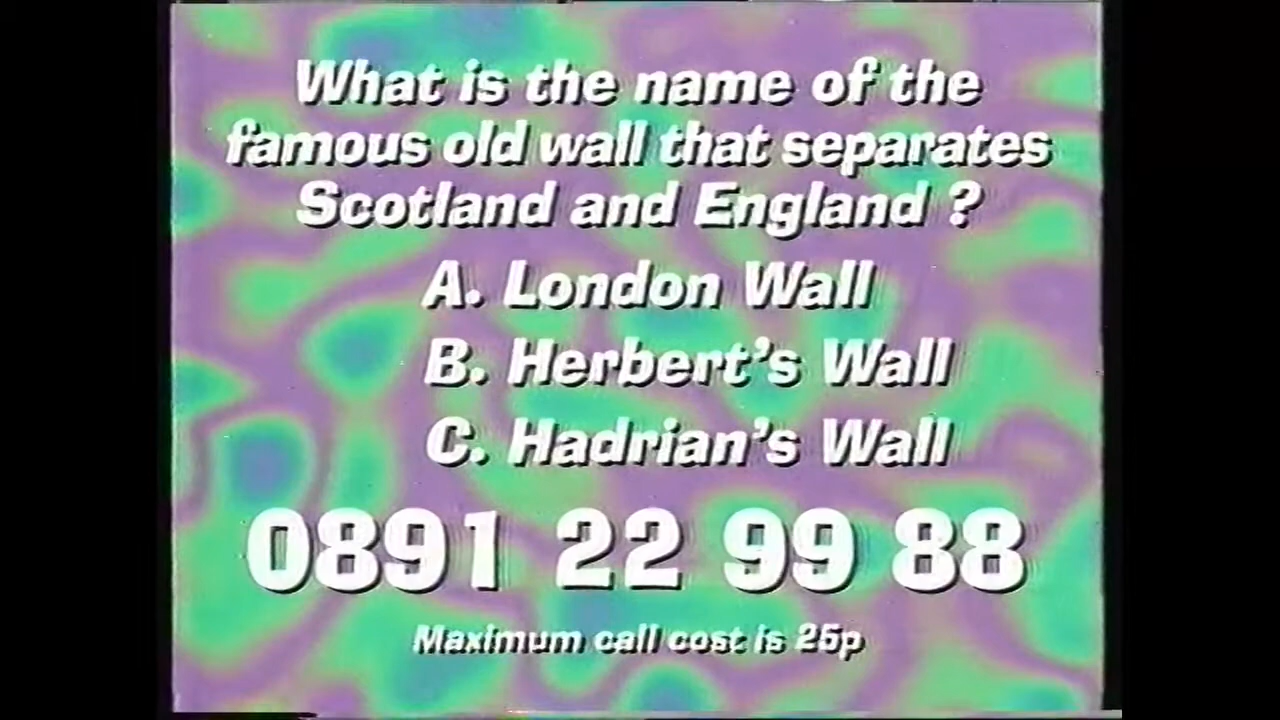 What is the name of the
famous old wall that separates
Scotland and England ?
A. London Wall
B. Herbert's Wall
C. Hadrian's Wall
0891 22 99 88
Maximum call cost is 25p